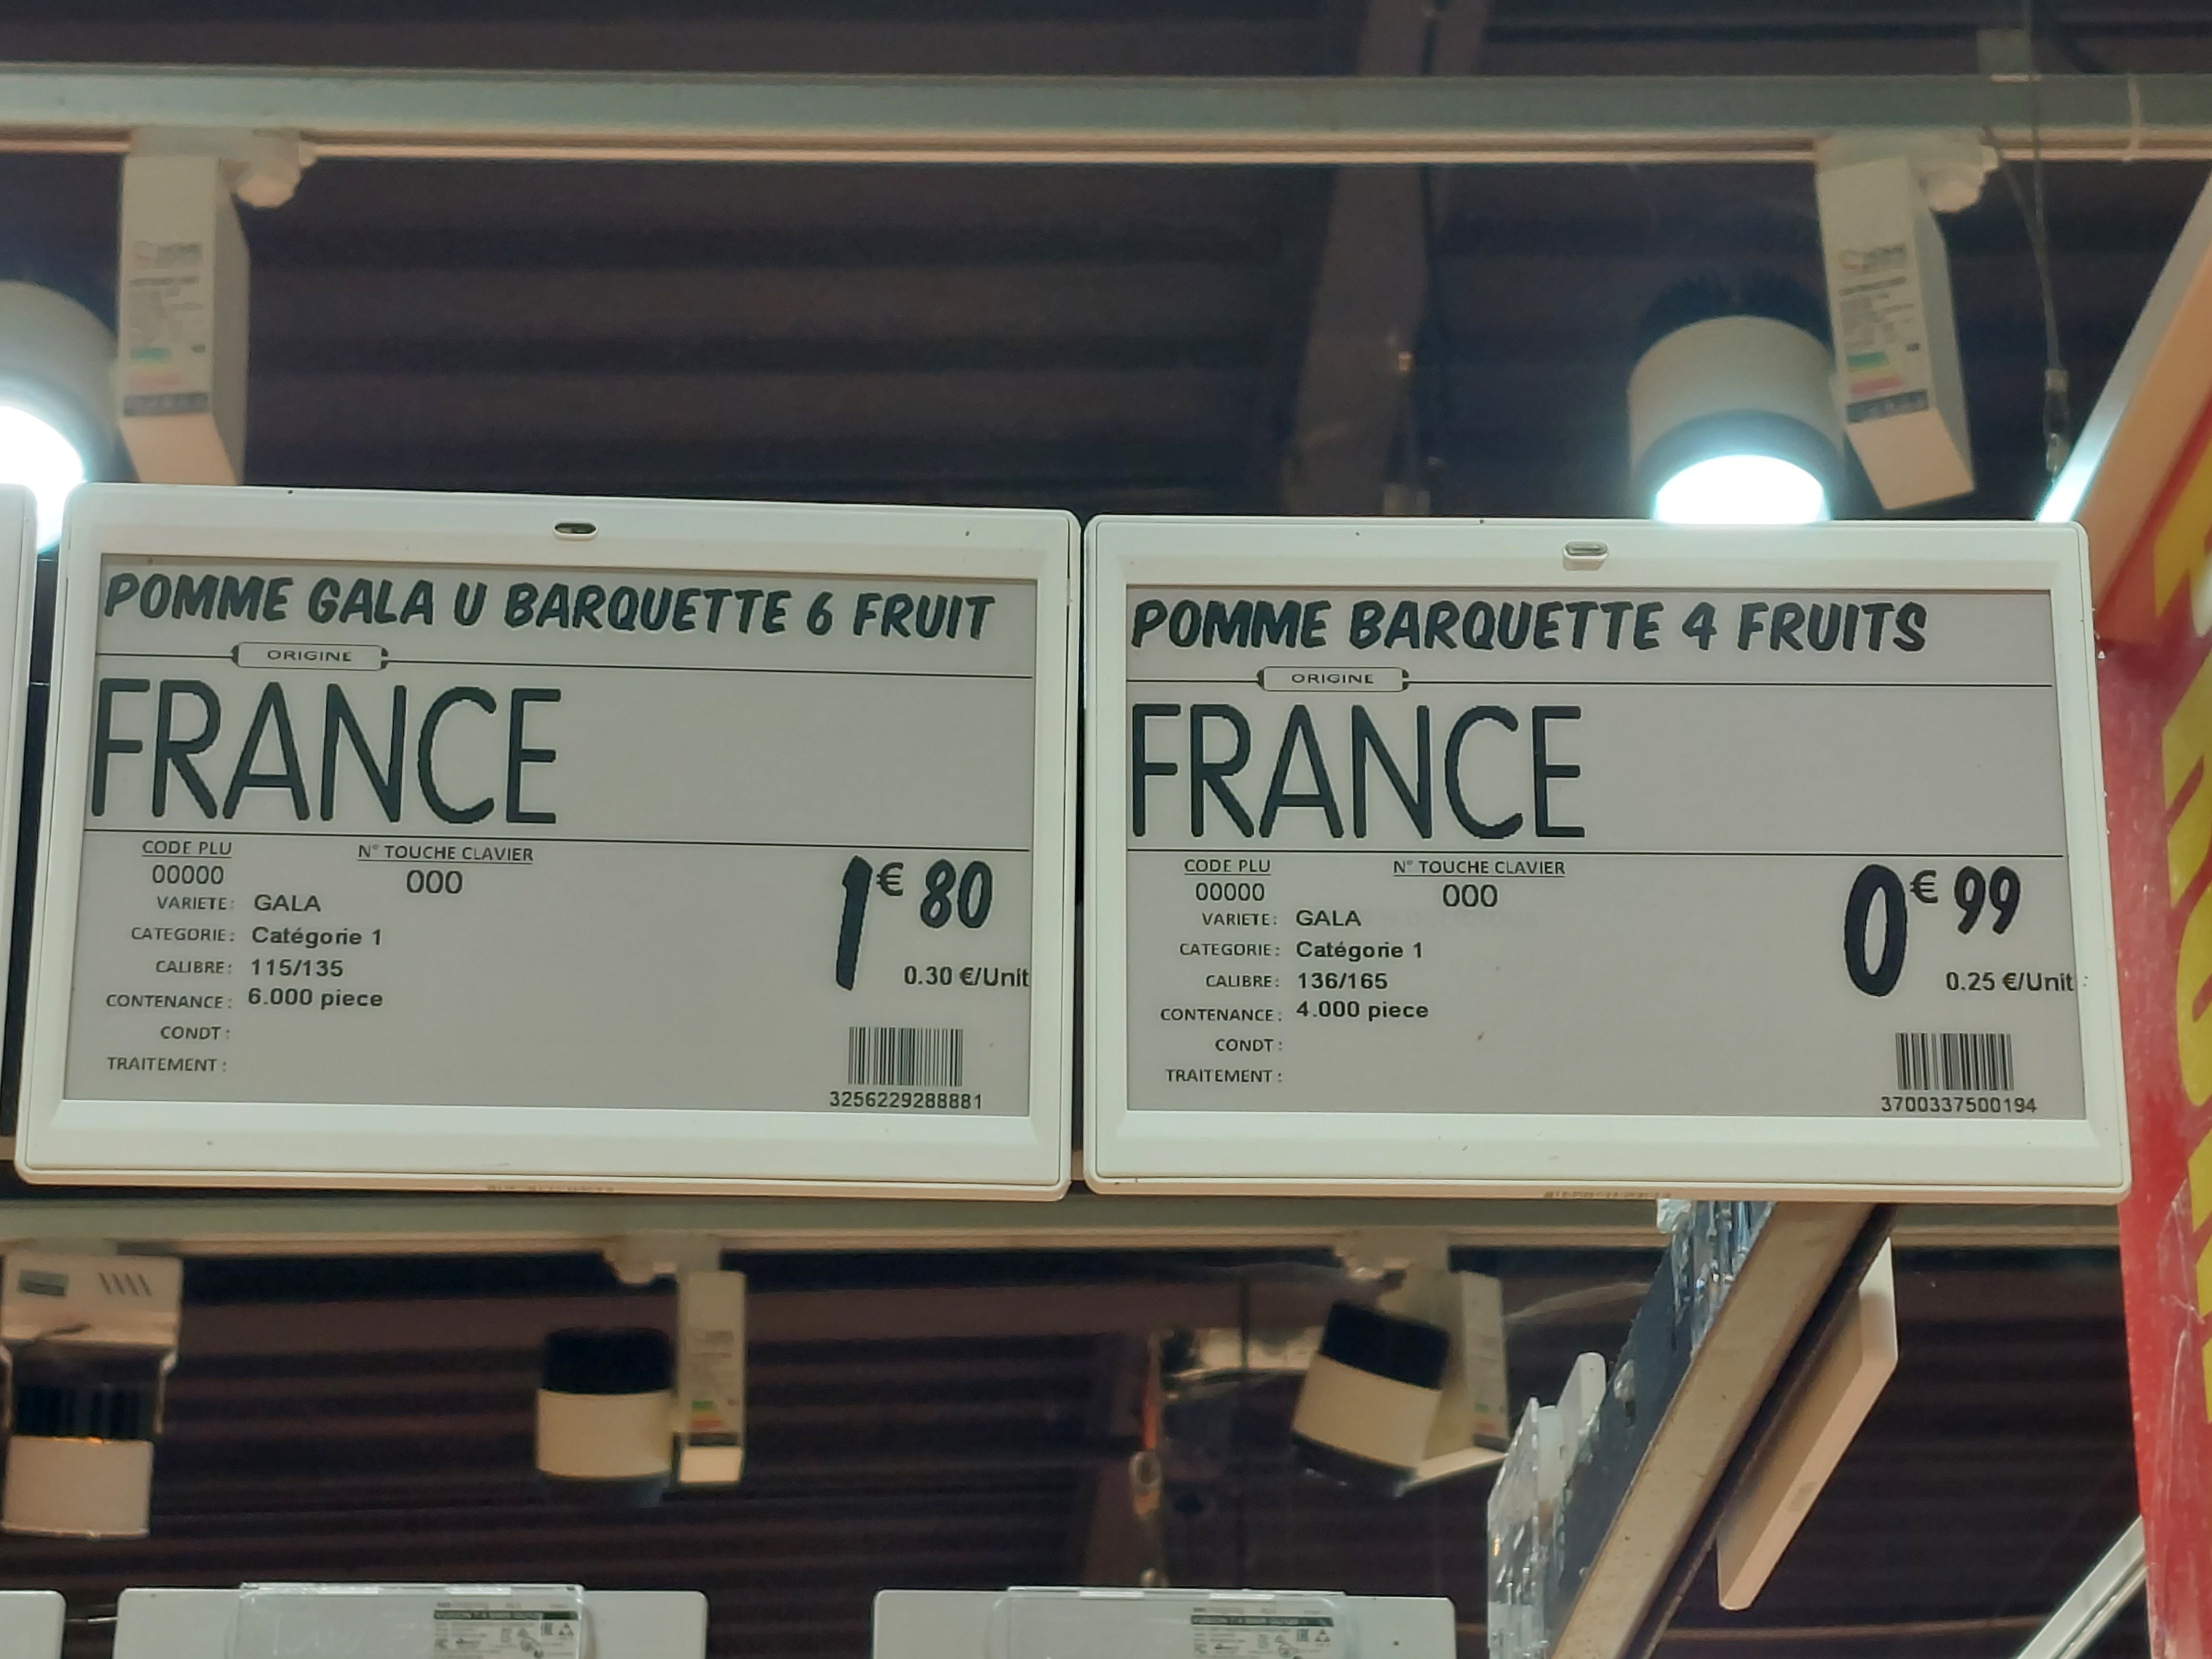 POMME GALA U BARQUETTE 6 FRUIT
ORIGINE
FRANCE
CODE PLU
00000
N° TOUCHE CLAVIER
000
VARIETE: GALA
CATEGORIE: Catégorie 1
CALIBRE: 115/135
CONTENANCE: 6.000 piece
CONDT:
TRAITEMENT:
1€80
0.30 €/Unit
3256229288881
POMME BARQUETTE 4 FRUITS
ORIGINE
FRANCE
CODE PLU
00000
N° TOUCHE CLAVIER
000
VARIETE: GALA
CATEGORIE: Catégorie 1
CALIBRE: 136/165
CONTENANCE: 4.000 piece
CONDT:
TRAITEMENT:
0€99
0.25 €/Unit
3700337500194